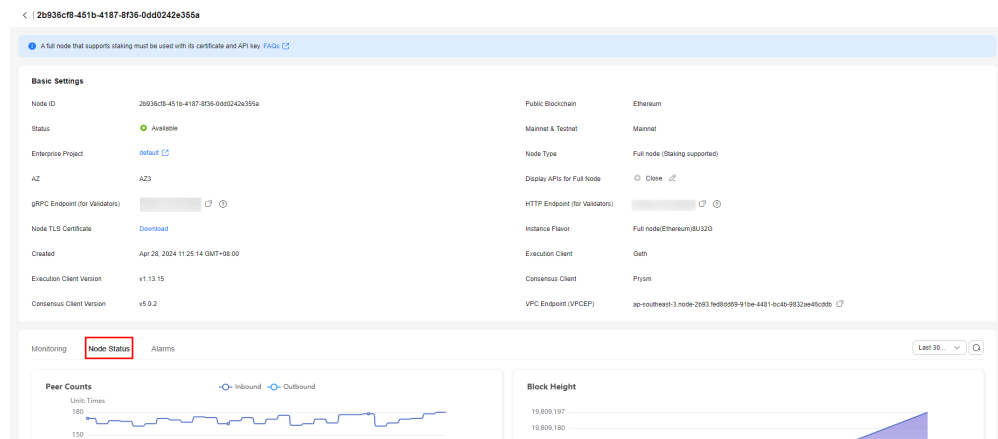 2b936cf8-451b-4187-8f36-0dd0242e355a
A full node that supports staking must be used with its certificate and API key. FAQs
Basic Settings
Node ID 2b936cf8-451b-4187-8f36-0dd0242e355a Public Blockchain Ethereum
Status Available Mainnet & Testnet Mainnet
Enterprise Project default Node Type Full node (Staking supported)
AZ AZ3 Display APIs for Full Node Close
gRPC Endpoint (for Validators) HTTP Endpoint (for Validators)
Node TLS Certificate Download Instance Flavor Full node(Ethereum)8U32G
Created Apr 28, 2024 11:25:14 GMT+08:00 Execution Client Geth
Execution Client Version v1.13.15 Consensus Client Prysm
Consensus Client Version v5.0.2 VPC Endpoint (VPCEP) ap-southeast-3.node-2b93.fed8dd69-91be-4481-bc4b-9832ae46cddb
Monitoring Node Status Alarms Last 30...
Peer Counts Inbound Outbound Block Height
Unit: Times
180 19,809,197
19,809,180
150